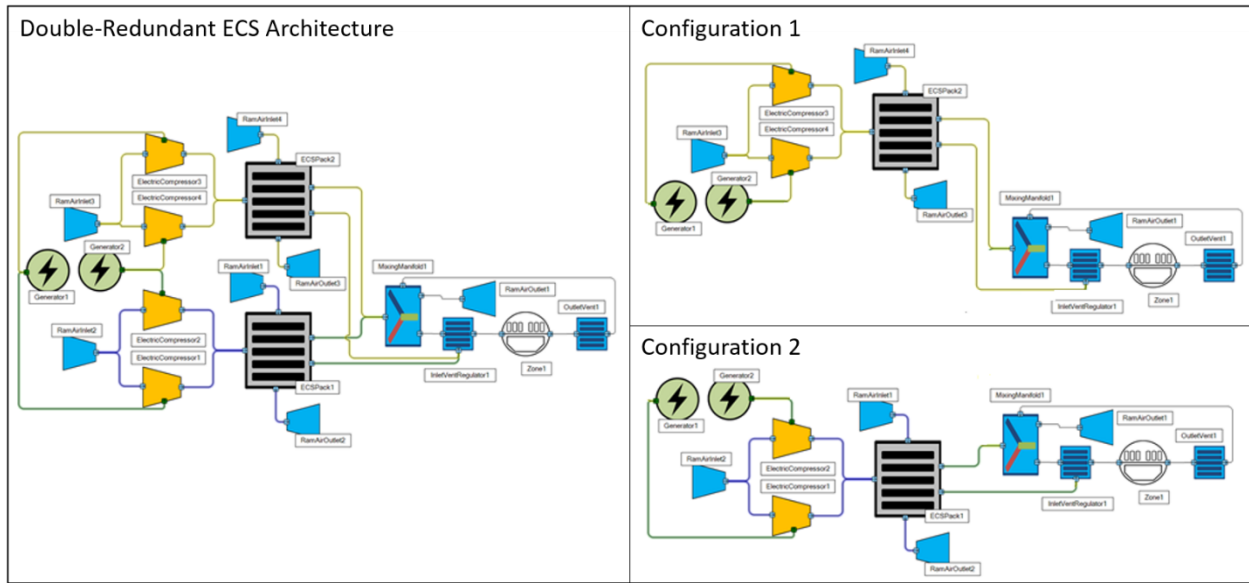 Double-Redundant ECS Architecture
RamAirInlet4
ECSPack2
ElectricCompressor3
ElectricCompressor4
RamAirInlet3
Generator2
Generator1
RamAirInlet1
RamAirOutlet3
MixingManifold1
RamAirOutlet1
OutletVent1
RamAirInlet2
ElectricCompressor2
ElectricCompressor1
InletVentRegulator1
Zone1
ECSPack1
RamAirOutlet2
Configuration 1
RamAirInlet4
ECSPack2
ElectricCompressor3
ElectricCompressor4
RamAirInlet3
Generator2
Generator1
RamAirOutlet3
MixingManifold1
RamAirOutlet1
OutletVent1
Zone1
InletVentRegulator1
Configuration 2
Generator2
Generator1
RamAirInlet1
MixingManifold1
RamAirOutlet1
OutletVent1
RamAirInlet2
ElectricCompressor2
ElectricCompressor1
Zone1
InletVentRegulator1
ECSPack1
RamAirOutlet2